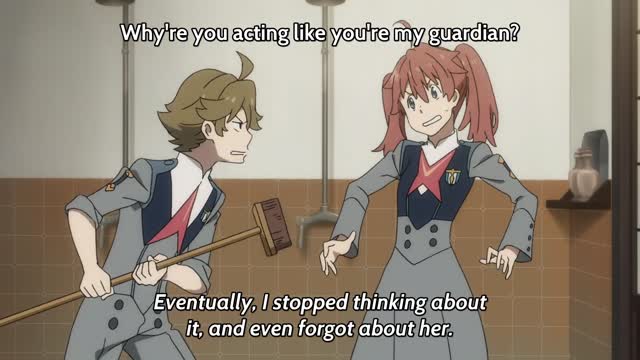 Why're you acting like you're my guardian?
Eventually, I stopped thinking about
it, and even forgot about her.